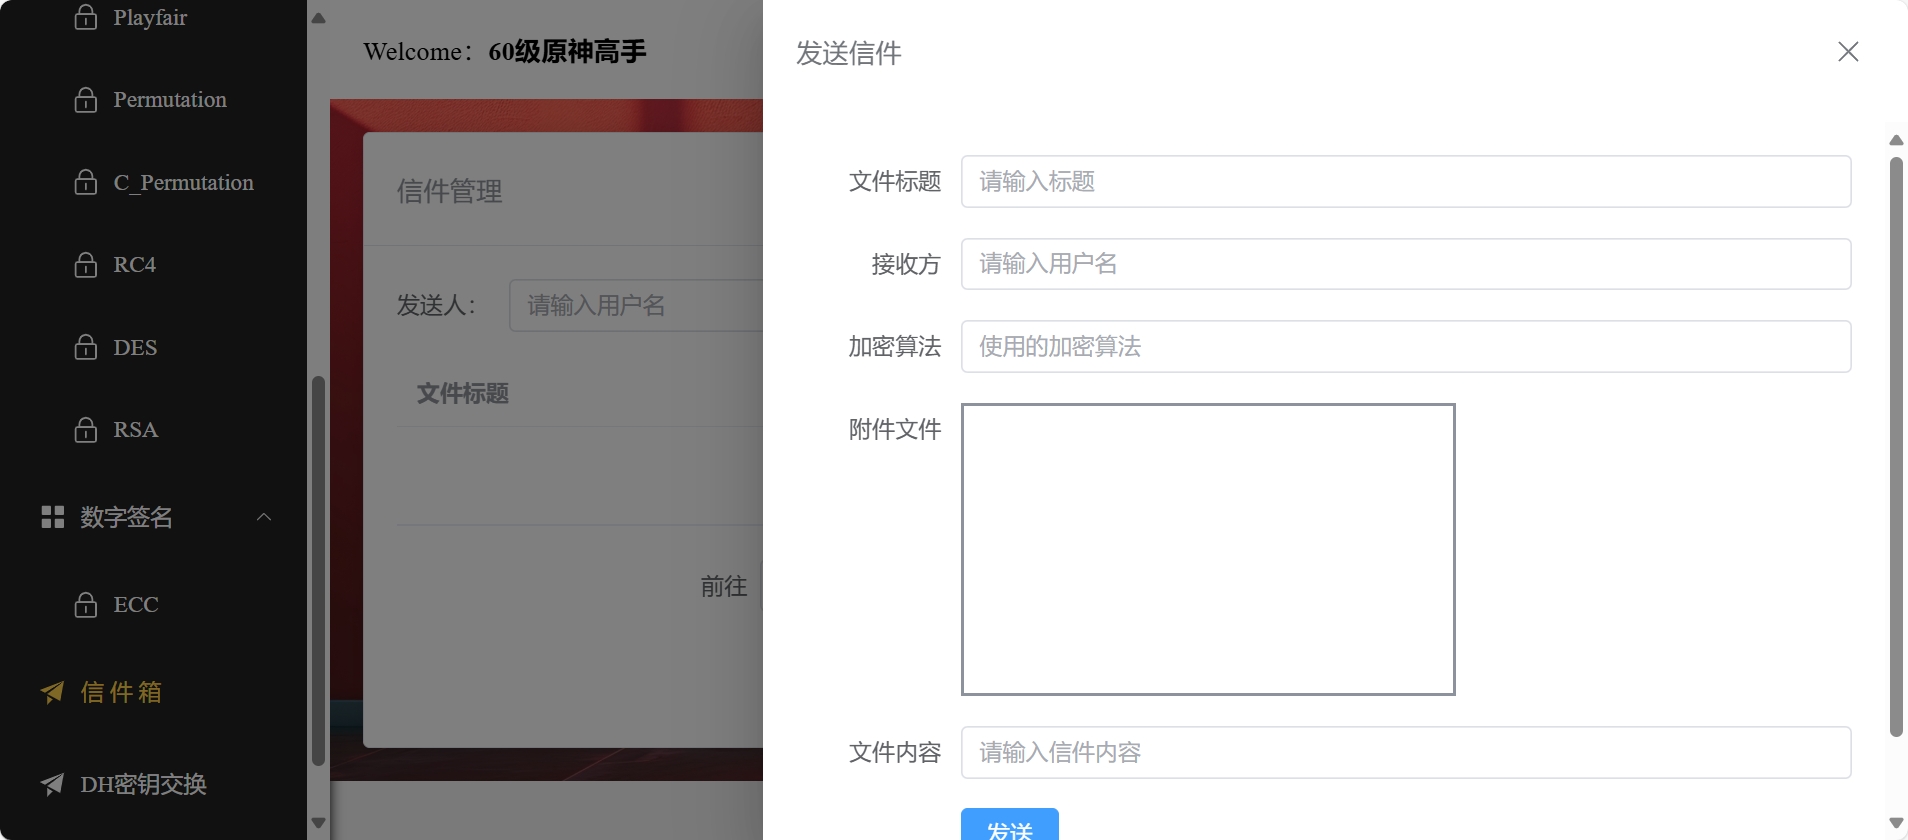 Playfair
Permutation
C_Permutation
RC4
DES
RSA
数字签名
ECC
信件箱
DH密钥交换
Welcome：60级原神高手
信件管理
发送人：
请输入用户名
文件标题
前往
发送信件
文件标题
请输入标题
接收方
请输入用户名
加密算法
使用的加密算法
附件文件
文件内容
请输入信件内容
发送